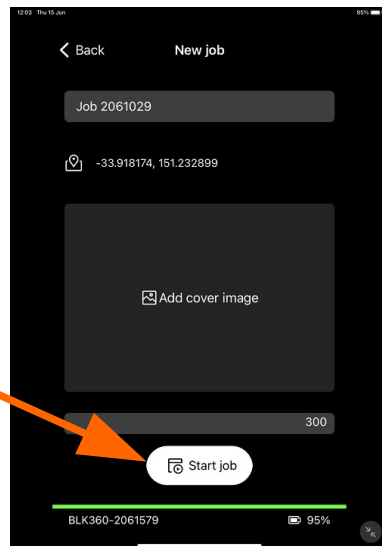 12:03 Thu 15 Jun 95%
Back New job
Job 2061029
-33.918174, 151.232899
Add cover image
300
Start job
BLK360-2061579 95%